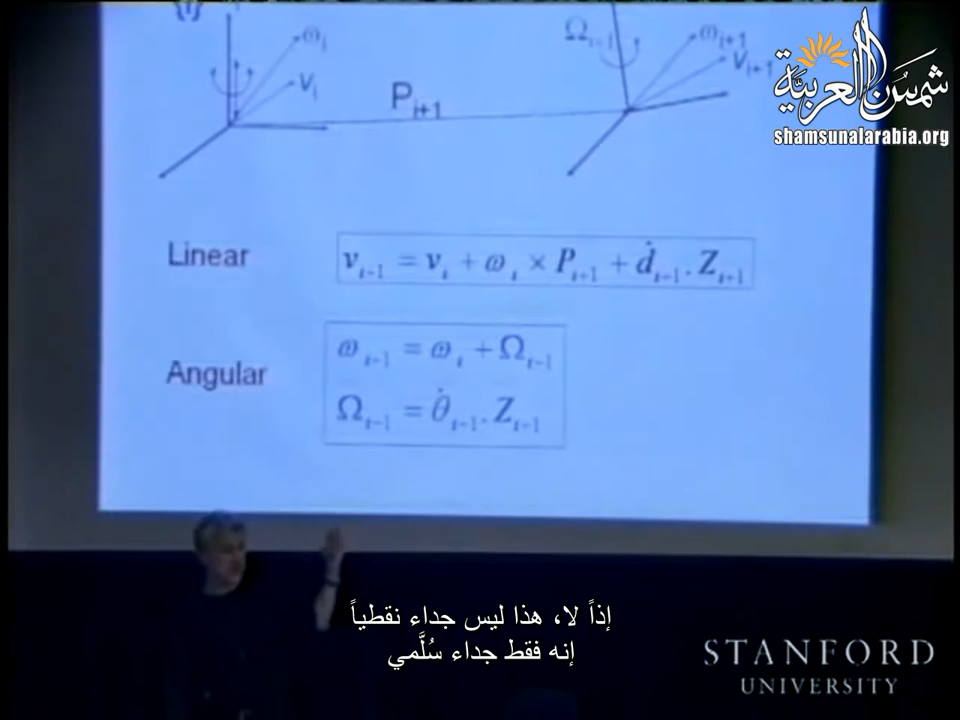 {i}
ωᵢ
Vᵢ
Pᵢ₊₁
Ωᵢ₊₁
ωᵢ₊₁
Vᵢ₊₁
شمسُ العربيّة
shamsunalarabia.org
Linear
vᵢ₊₁ = vᵢ + ωᵢ × Pᵢ₊₁ + ḋᵢ₊₁.Zᵢ₊₁
Angular
ωᵢ₊₁ = ωᵢ + Ωᵢ₊₁
Ωᵢ₊₁ = θ̇ᵢ₊₁.Zᵢ₊₁
إذاً لا، هذا ليس جداء نقطياً
إنه فقط جداء سُلَّمي
STANFORD
UNIVERSITY